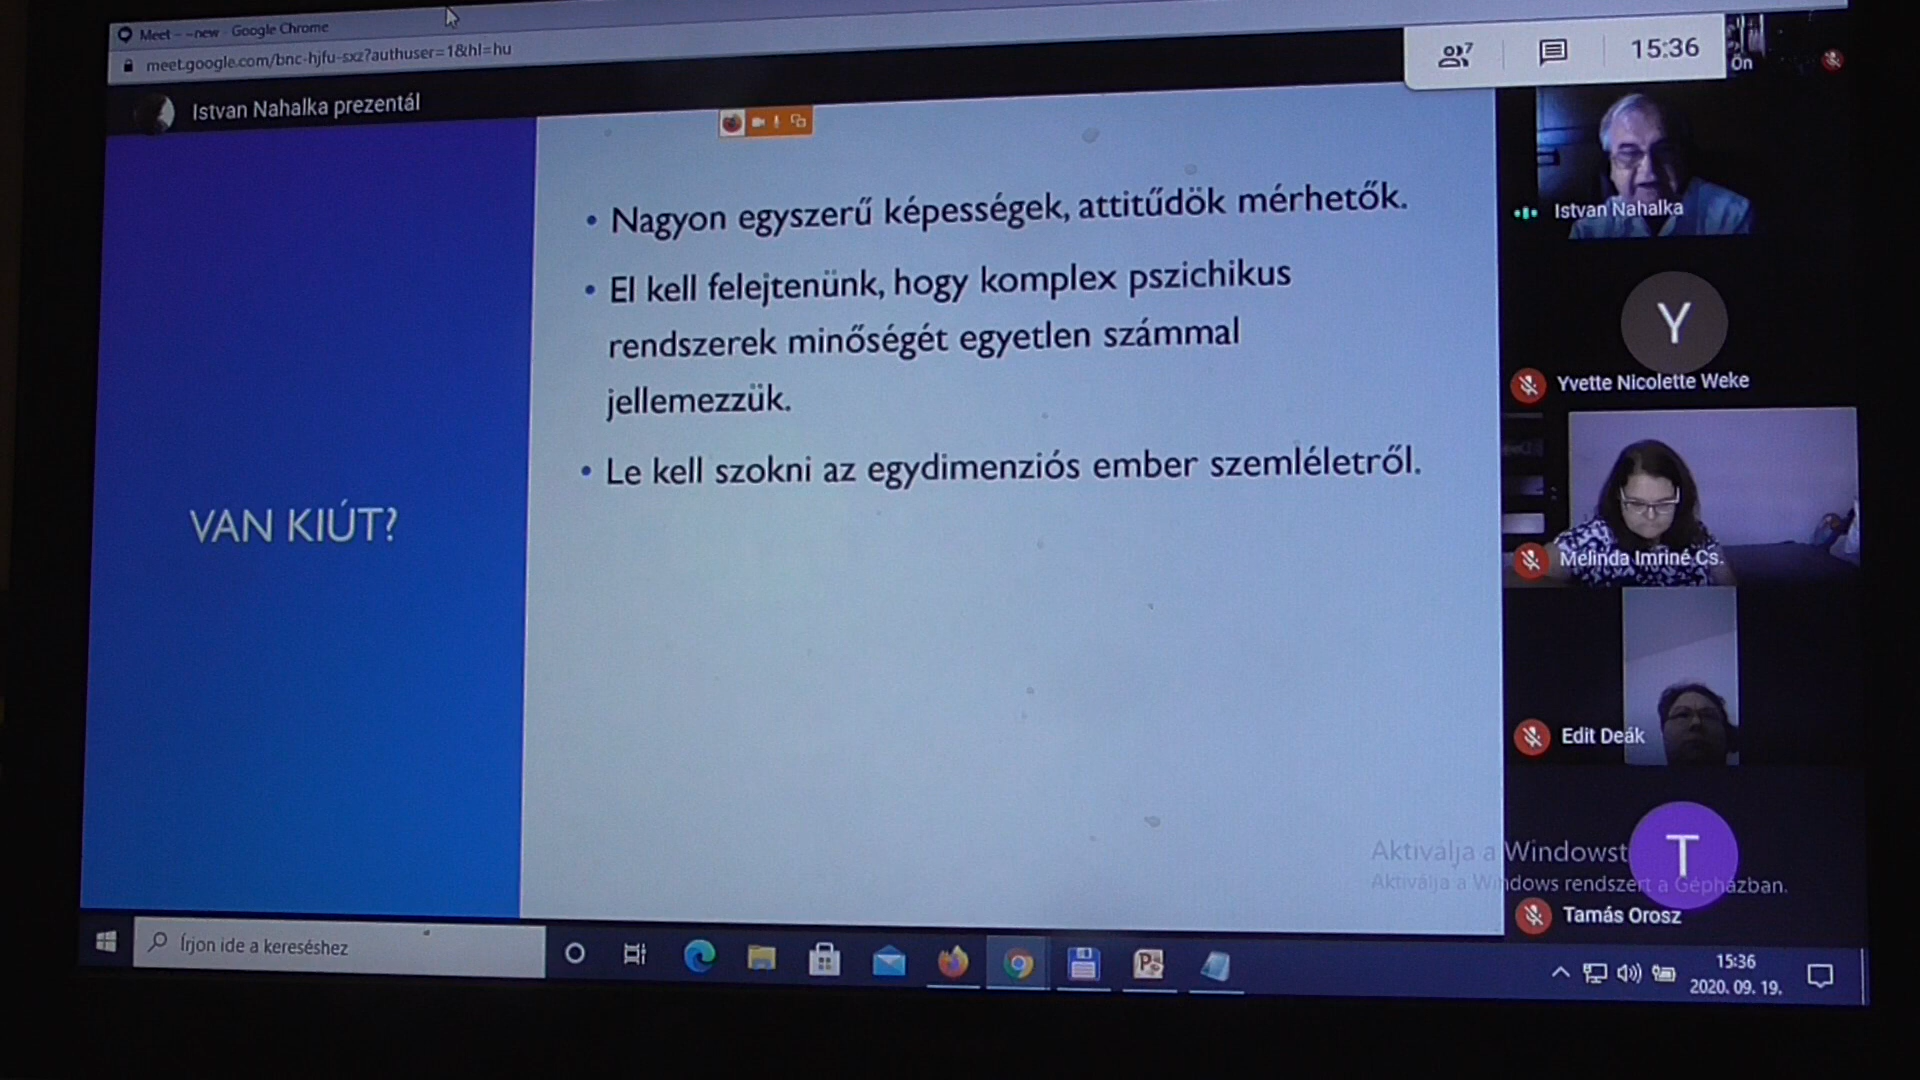 Meet - -new - Google Chrome
meet.google.com/bnc-hjfu-sxz?authuser=1&hl=hu
7
15:36
Ön
Istvan Nahalka prezentál
VAN KIÚT?
• Nagyon egyszerű képességek, attitűdök mérhetők.
• El kell felejtenünk, hogy komplex pszichikus
rendszerek minőségét egyetlen számmal
jellemezzük.
• Le kell szokni az egydimenziós ember szemléletről.
Istvan Nahalka
Y
Yvette Nicolette Weke
Melinda Imriné Cs.
Edit Deák
T
Tamás Orosz
Aktiválja a Windowst
Aktiválja a Windows rendszert a Gépházban.
Írjon ide a kereséshez
15:36
2020. 09. 19.